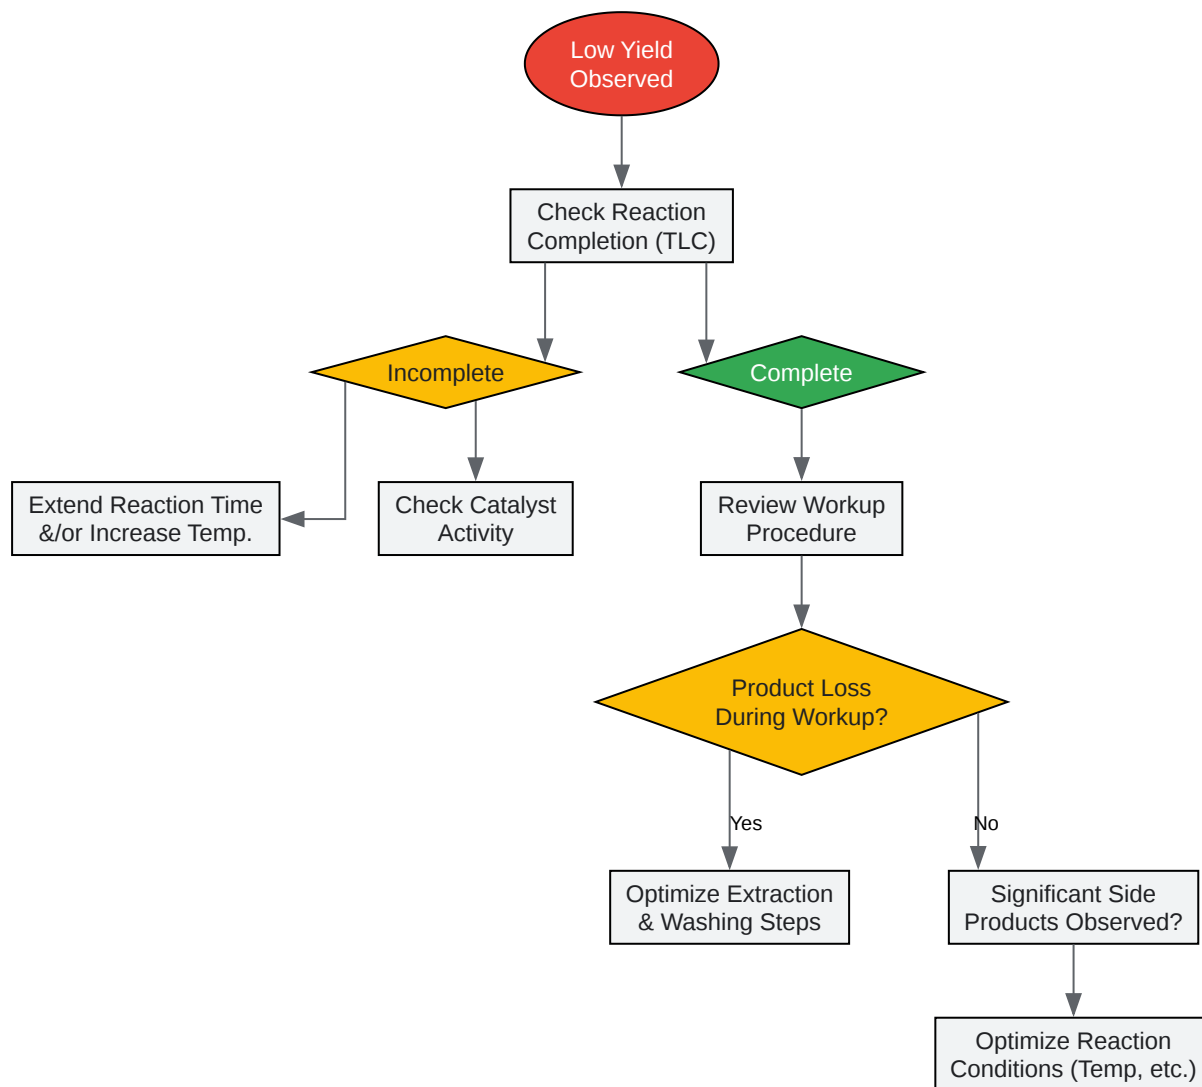 Low Yield
Observed
Check Reaction
Completion (TLC)
Incomplete
Complete
Extend Reaction Time
&/or Increase Temp.
Check Catalyst
Activity
Review Workup
Procedure
Product Loss
During Workup?
Yes
No
Optimize Extraction
& Washing Steps
Significant Side
Products Observed?
Optimize Reaction
Conditions (Temp, etc.)